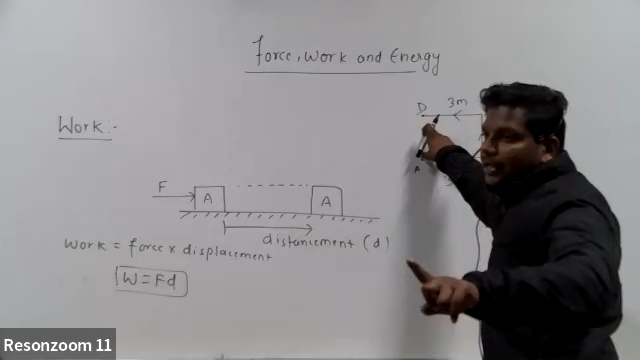 Force, Work and Energy
D 3m
Work:-
A
F A A
distancement (d)
Work = force x displacement
W = Fd
Resonzoom 11